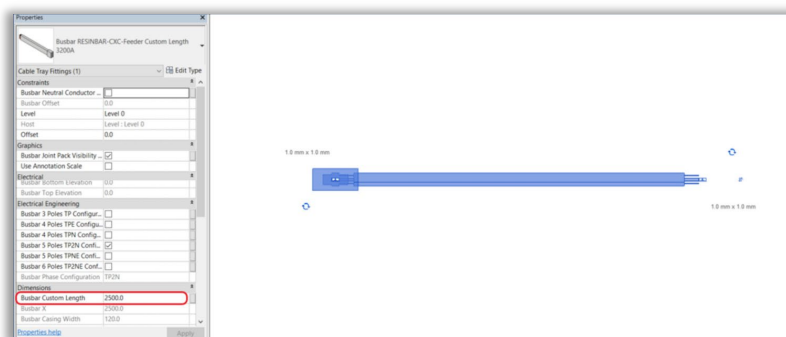 Properties
Busbar RESINBAR-CXC-Feeder Custom Length
3200A
Cable Tray Fittings (1) Edit Type
Constraints
Busbar Neutral Conductor ...
Busbar Offset 0.0
Level Level 0
Host Level : Level 0
Offset 0.0
Graphics
Busbar Joint Pack Visibility ...
Use Annotation Scale
Electrical
Busbar Bottom Elevation 0.0
Busbar Top Elevation 0.0
Electrical Engineering
Busbar 3 Poles TP Configur...
Busbar 4 Poles TPE Configu...
Busbar 4 Poles TPN Config...
Busbar 5 Poles TP2N Confi...
Busbar 5 Poles TPNE Confi...
Busbar 6 Poles TP2NE Conf...
Busbar Phase Configuration TP2N
Dimensions
Busbar Custom Length 2500.0
Busbar X 2500.0
Busbar Casing Width 120.0
Properties help Apply
1.0 mm x 1.0 mm
1.0 mm x 1.0 mm